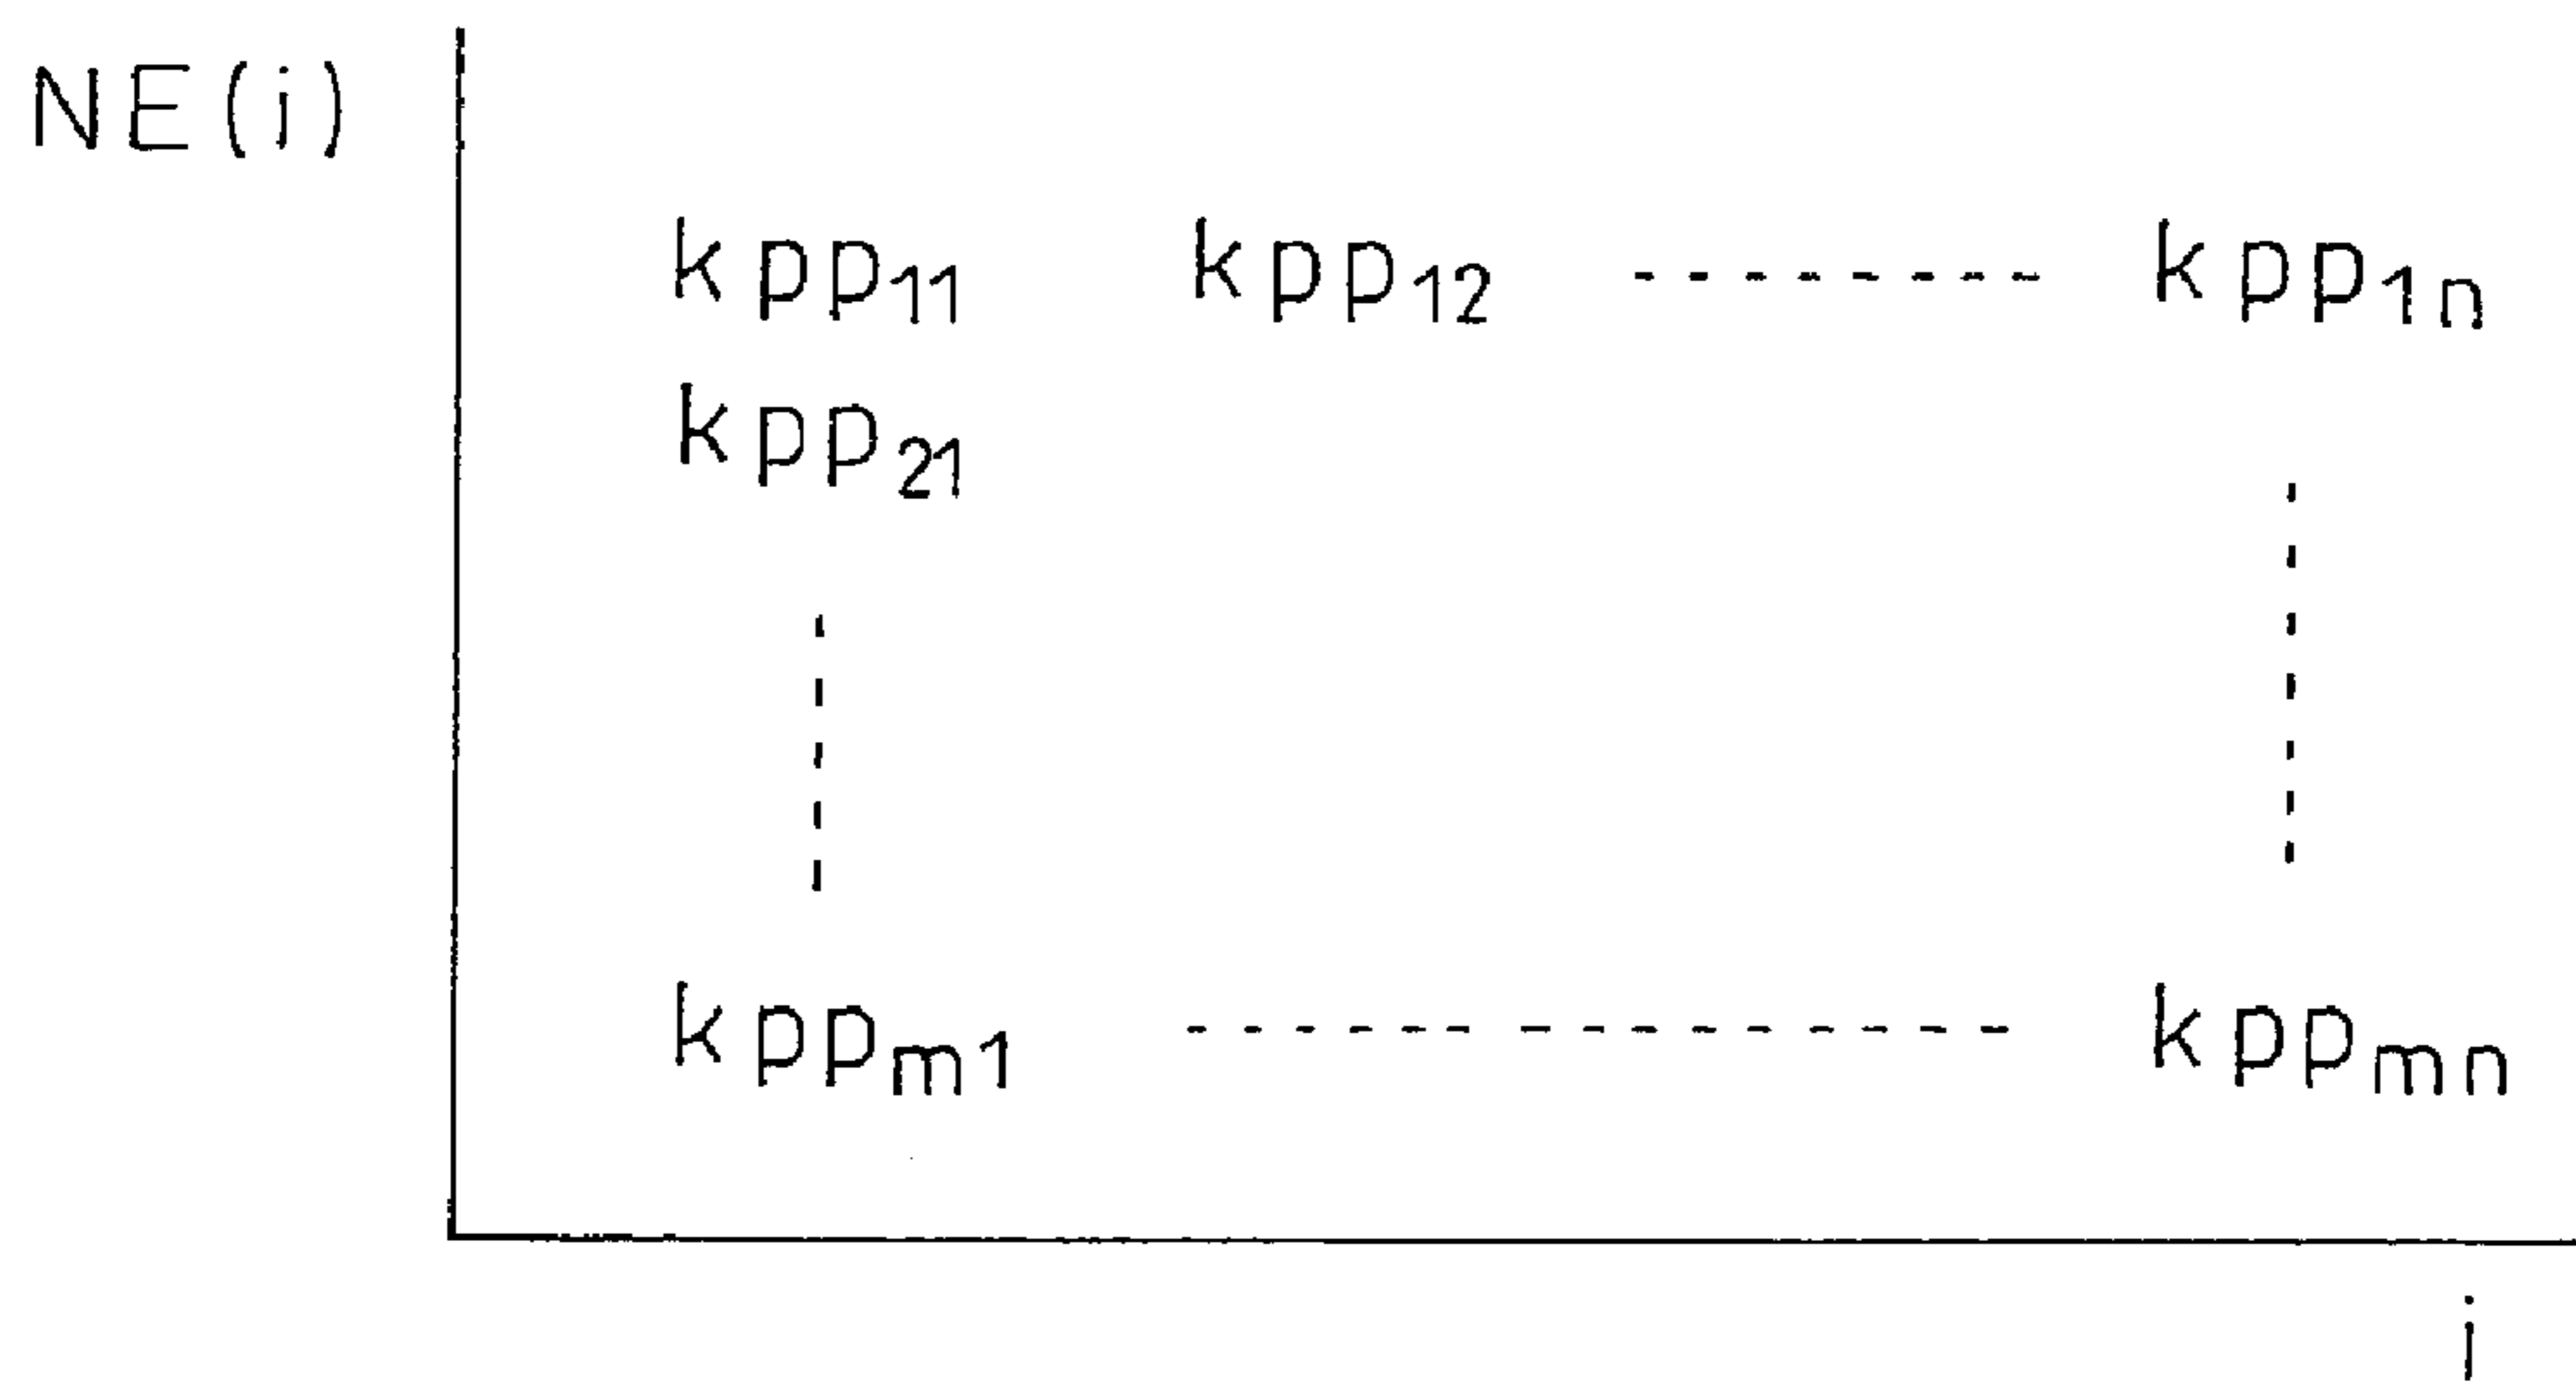 NE(i)
kpp₁₁ kpp₁₂ kpp₁ₙ
kpp₂₁
kppₘ₁ kppₘₙ
i